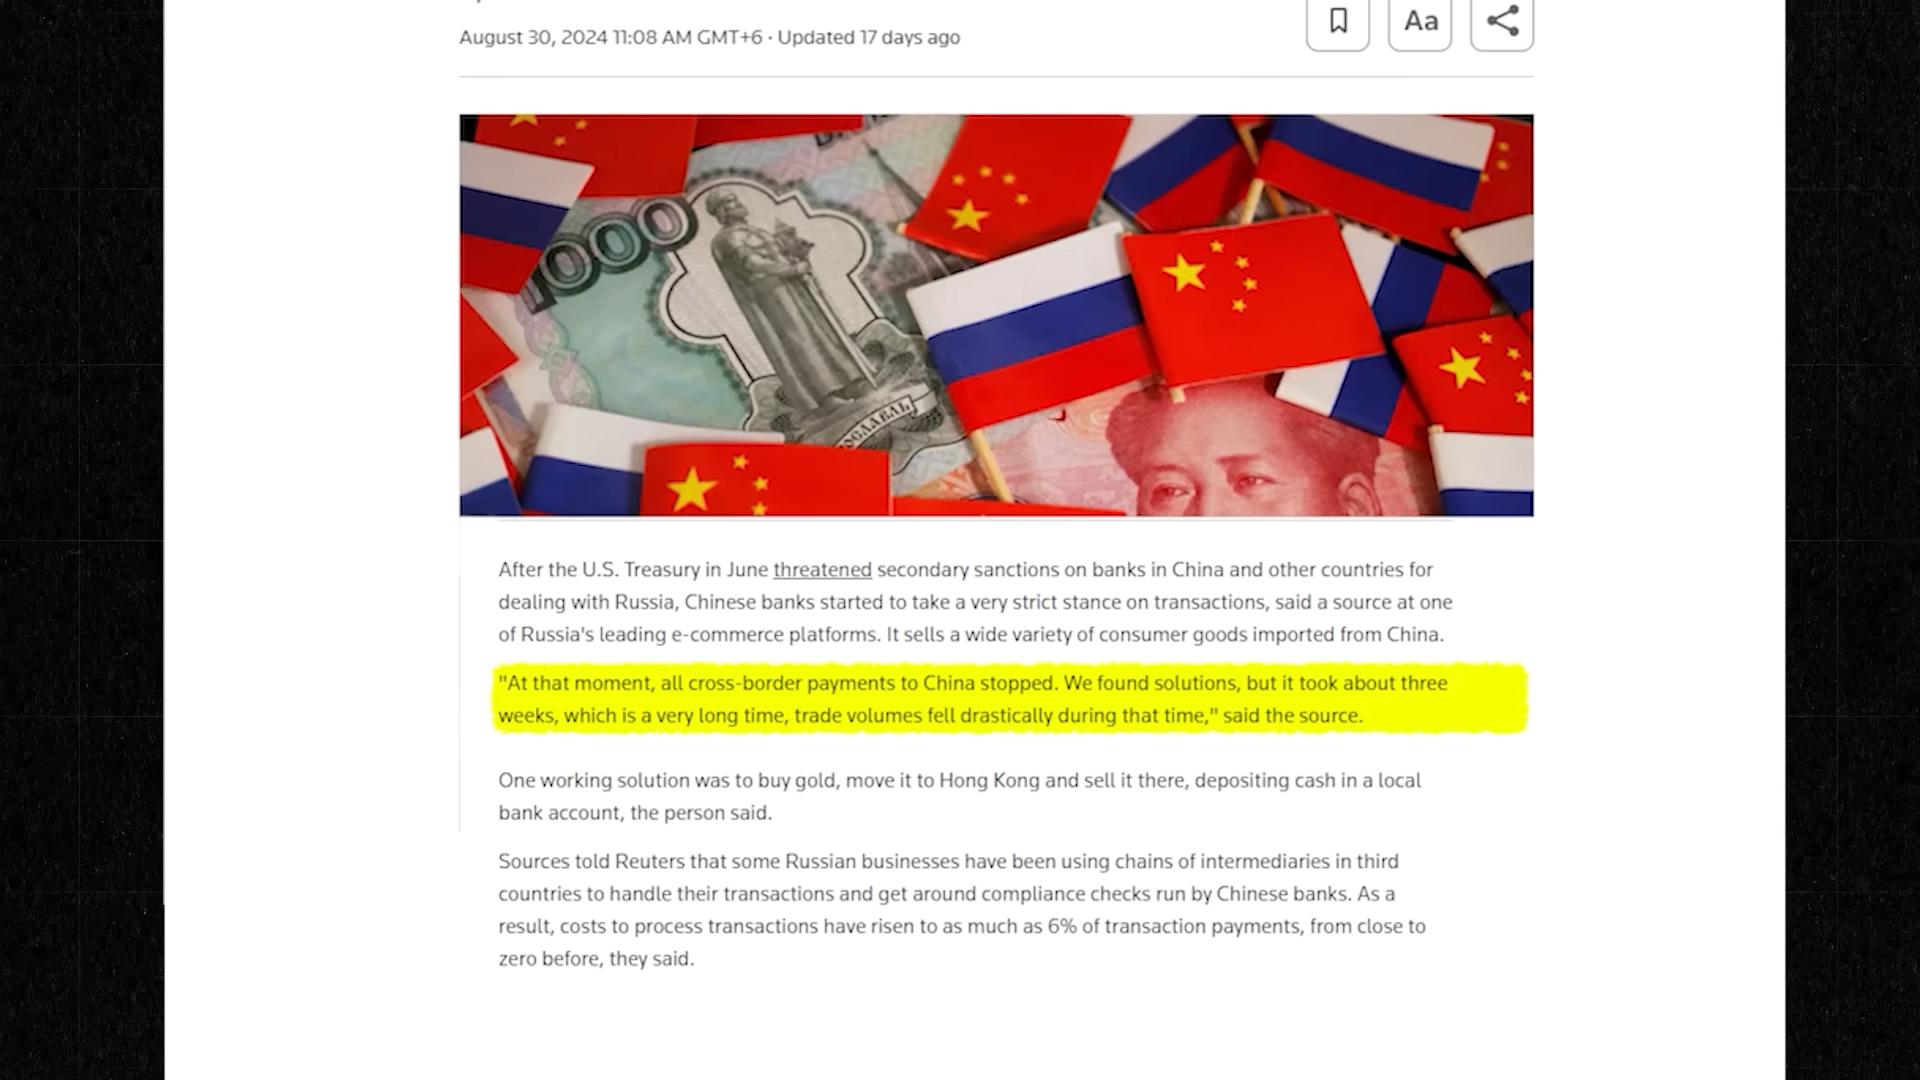 August 30, 2024 11:08 AM GMT+6 · Updated 17 days ago
Aa
1000
After the U.S. Treasury in June threatened secondary sanctions on banks in China and other countries for
dealing with Russia, Chinese banks started to take a very strict stance on transactions, said a source at one
of Russia's leading e-commerce platforms. It sells a wide variety of consumer goods imported from China.
"At that moment, all cross-border payments to China stopped. We found solutions, but it took about three
weeks, which is a very long time, trade volumes fell drastically during that time," said the source.
One working solution was to buy gold, move it to Hong Kong and sell it there, depositing cash in a local
bank account, the person said.
Sources told Reuters that some Russian businesses have been using chains of intermediaries in third
countries to handle their transactions and get around compliance checks run by Chinese banks. As a
result, costs to process transactions have risen to as much as 6% of transaction payments, from close to
zero before, they said.